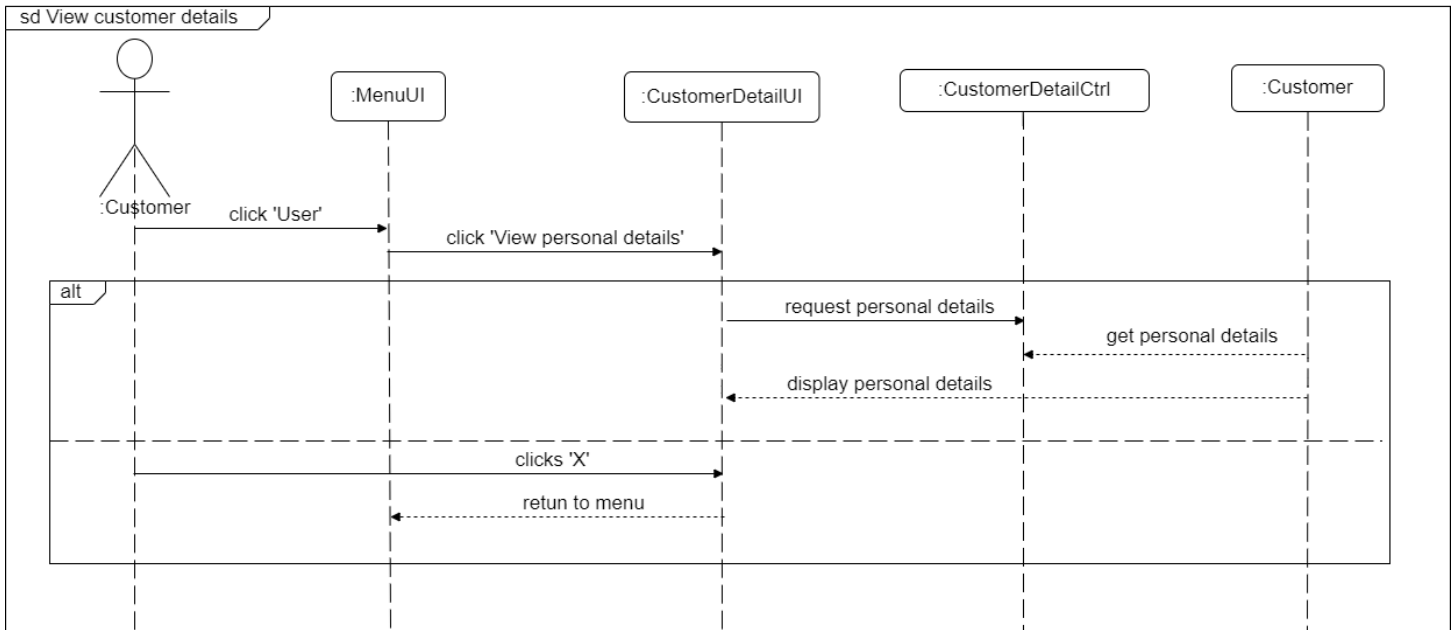 sd View customer details
:MenuUI
:CustomerDetailUI
:CustomerDetailCtrl
:Customer
:Customer
click 'User'
click 'View personal details'
alt
request personal details
get personal details
display personal details
clicks 'X'
retun to menu